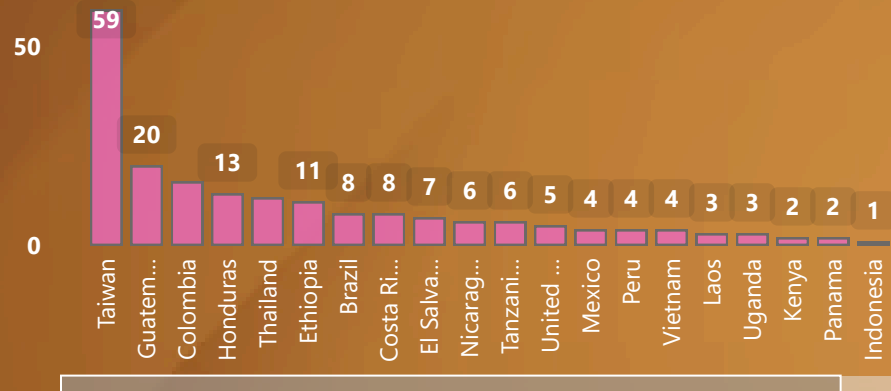 59
50
20
13
11
8
8
7
6
6
5
4
4
4
3
3
2
2
1
0
Taiwan
Guatem...
Colombia
Honduras
Thailand
Ethiopia
Brazil
Costa Ri...
El Salva...
Nicarag...
Tanzani...
United ...
Mexico
Peru
Vietnam
Laos
Uganda
Kenya
Panama
Indonesia